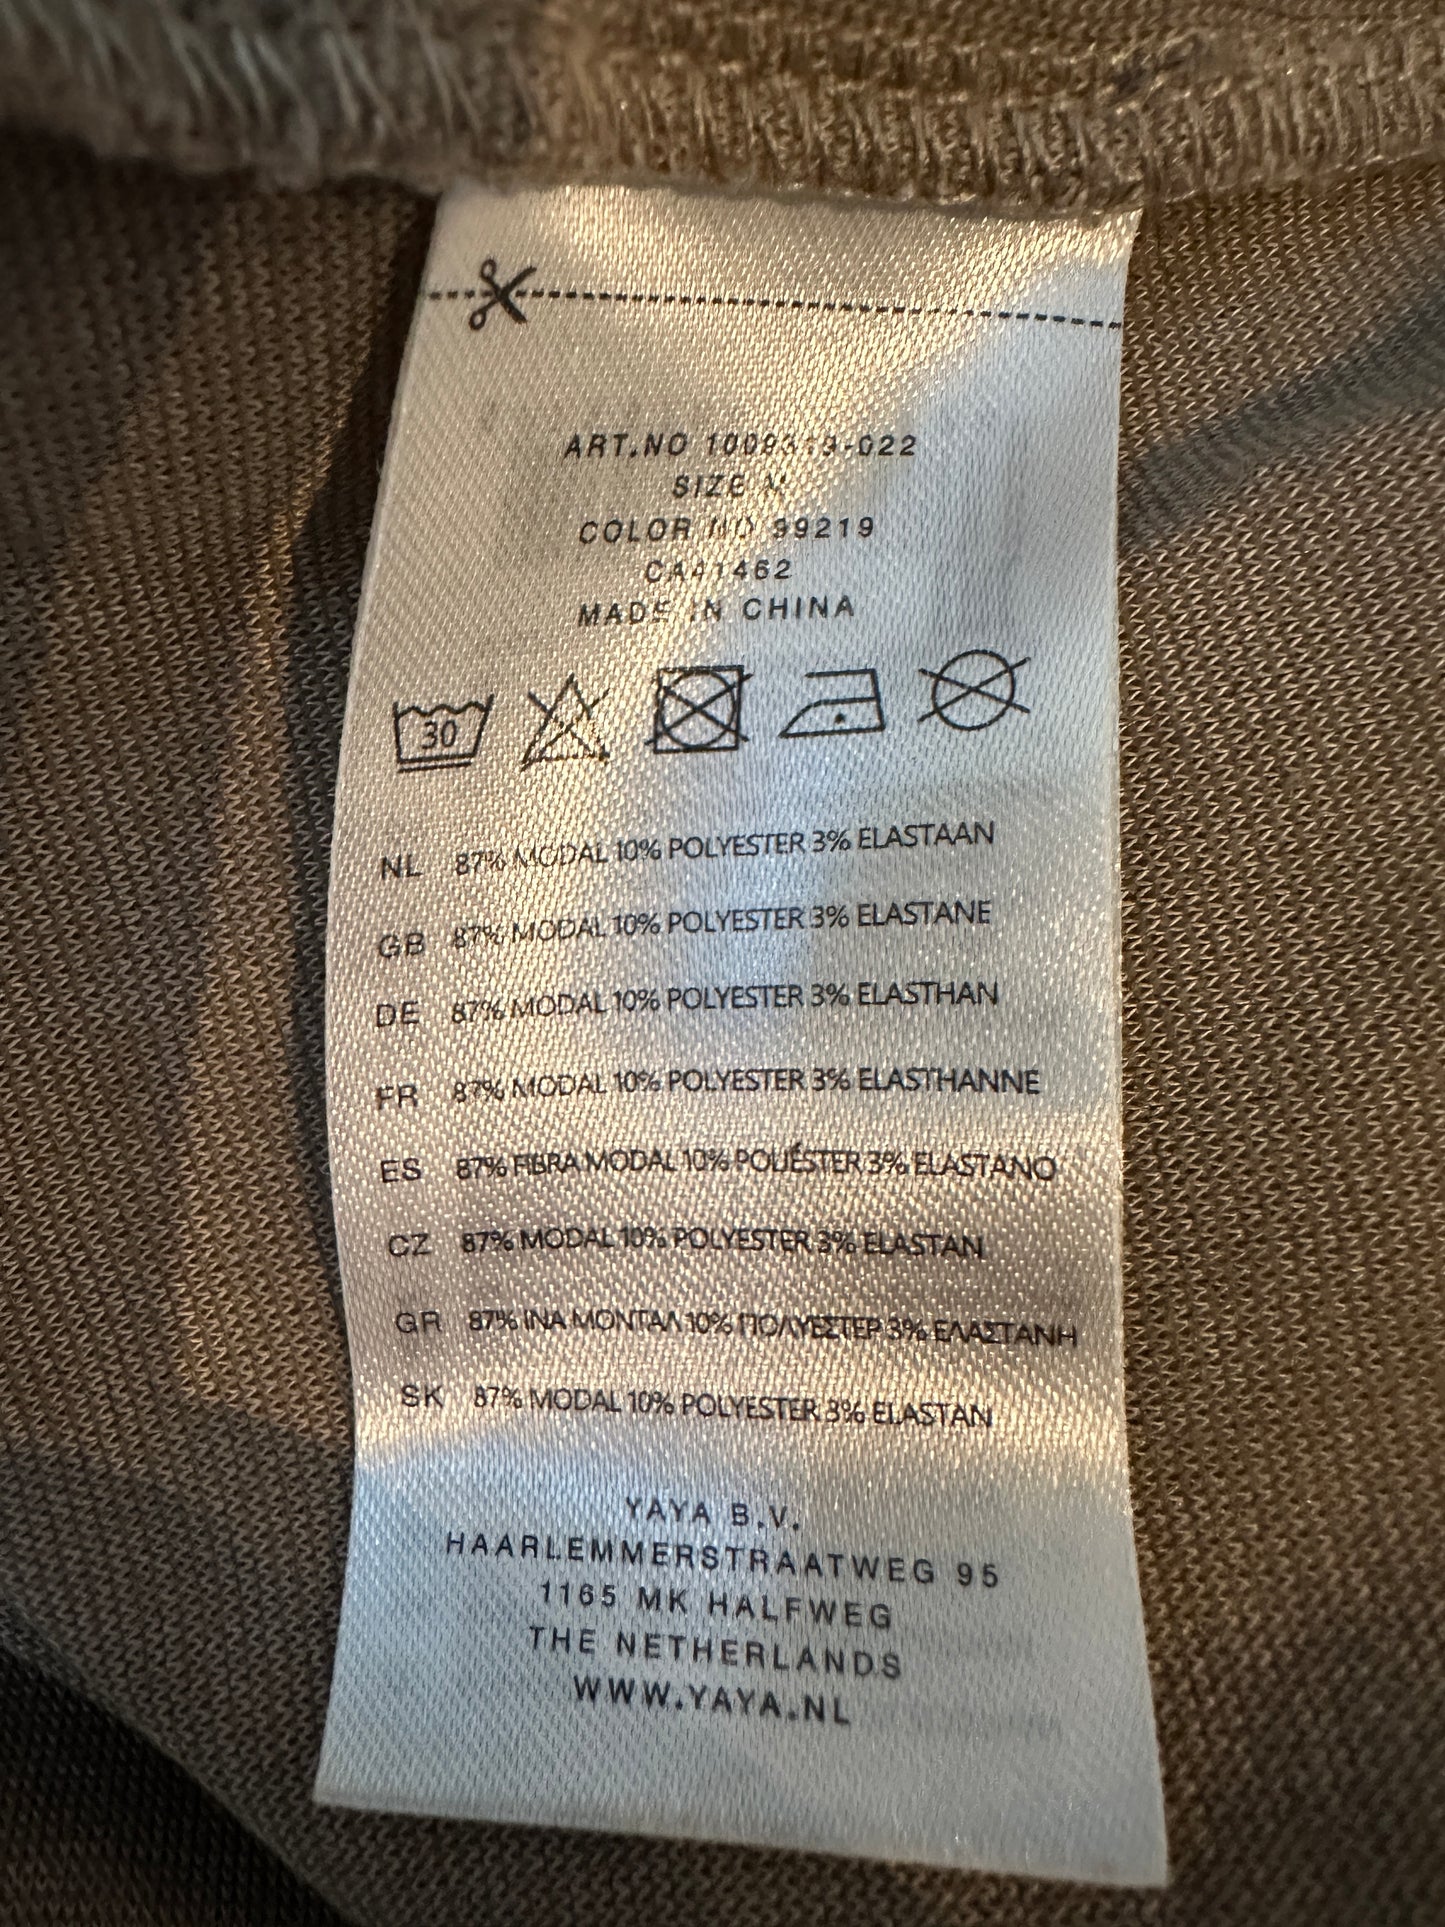 ART.NO 1009319-022
SIZE M
COLOR NO 99219
CA41462
MADE IN CHINA
30
NL 87% MODAL 10% POLYESTER 3% ELASTAAN
GB 87% MODAL 10% POLYESTER 3% ELASTANE
DE 87% MODAL 10% POLYESTER 3% ELASTHAN
FR 87% MODAL 10% POLYESTER 3% ELASTHANNE
ES 87% FIBRA MODAL 10% POLIÉSTER 3% ELASTANO
CZ 87% MODAL 10% POLYESTER 3% ELASTAN
GR 87% ΙΝΑ ΜΟΝΤΑΛ 10% ΠΟΛΥΕΣΤΕΡ 3% ΕΛΑΣΤΑΝΗ
SK 87% MODAL 10% POLYESTER 3% ELASTAN
YAYA B.V.
HAARLEMMERSTRAATWEG 95
1165 MK HALFWEG
THE NETHERLANDS
WWW.YAYA.NL